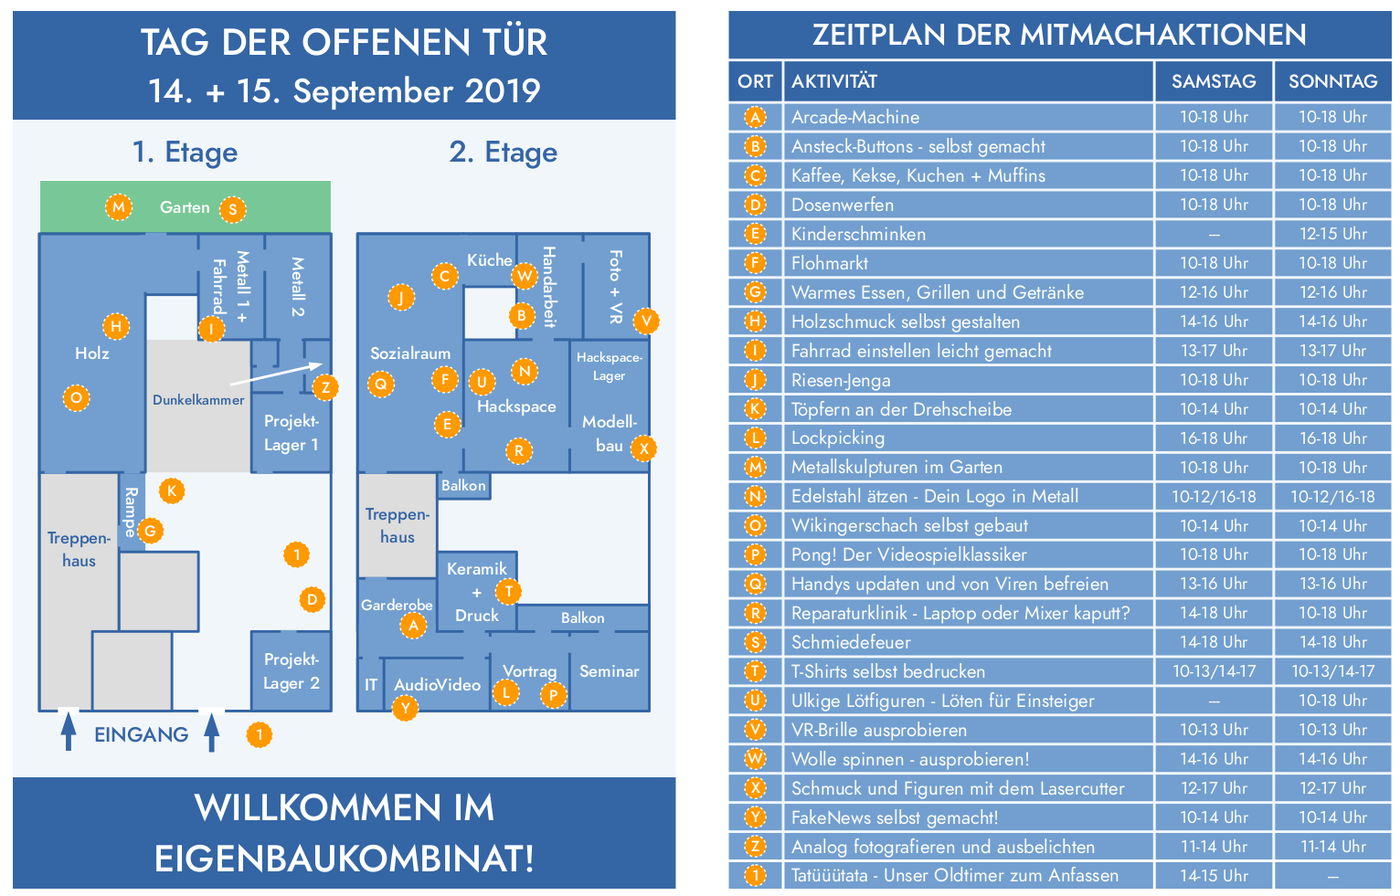 TAG DER OFFENEN TÜR
14. + 15. September 2019
1. Etage
2. Etage
M
Garten
S
Metall 1 +
Fahrrad
Metall 2
H
I
Holz
O
Dunkelkammer
Z
Projekt-
Lager 1
Rampe
K
G
Treppen-
haus
1
D
Projekt-
Lager 2
EINGANG
1
Küche
C
W
J
Handarbeit
Foto + VR
B
V
Sozialraum
Hackspace-
Lager
Q
F
U
N
Hackspace
E
Modell-
bau
R
X
Balkon
Treppen-
haus
Keramik
+
Druck
T
Garderobe
A
Balkon
IT
AudioVideo
Y
Vortrag
L
P
Seminar
WILLKOMMEN IM
EIGENBAUKOMBINAT!
ZEITPLAN DER MITMACHAKTIONEN
ORT AKTIVITÄT SAMSTAG SONNTAG
A Arcade-Machine 10-18 Uhr 10-18 Uhr
B Ansteck-Buttons - selbst gemacht 10-18 Uhr 10-18 Uhr
C Kaffee, Kekse, Kuchen + Muffins 10-18 Uhr 10-18 Uhr
D Dosenwerfen 10-18 Uhr 10-18 Uhr
E Kinderschminken – 12-15 Uhr
F Flohmarkt 10-18 Uhr 10-18 Uhr
G Warmes Essen, Grillen und Getränke 12-16 Uhr 12-16 Uhr
H Holzschmuck selbst gestalten 14-16 Uhr 14-16 Uhr
I Fahrrad einstellen leicht gemacht 13-17 Uhr 13-17 Uhr
J Riesen-Jenga 10-18 Uhr 10-18 Uhr
K Töpfern an der Drehscheibe 10-14 Uhr 10-14 Uhr
L Lockpicking 16-18 Uhr 16-18 Uhr
M Metallskulpturen im Garten 10-18 Uhr 10-18 Uhr
N Edelstahl ätzen - Dein Logo in Metall 10-12/16-18 10-12/16-18
O Wikingerschach selbst gebaut 10-14 Uhr 10-14 Uhr
P Pong! Der Videospielklassiker 10-18 Uhr 10-18 Uhr
Q Handys updaten und von Viren befreien 13-16 Uhr 13-16 Uhr
R Reparaturklinik - Laptop oder Mixer kaputt? 14-18 Uhr 10-18 Uhr
S Schmiedefeuer 14-18 Uhr 14-18 Uhr
T T-Shirts selbst bedrucken 10-13/14-17 10-13/14-17
U Ulkige Lötfiguren - Löten für Einsteiger – 10-18 Uhr
V VR-Brille ausprobieren 10-13 Uhr 10-13 Uhr
W Wolle spinnen - ausprobieren! 14-16 Uhr 14-16 Uhr
X Schmuck und Figuren mit dem Lasercutter 12-17 Uhr 12-17 Uhr
Y FakeNews selbst gemacht! 10-14 Uhr 10-14 Uhr
Z Analog fotografieren und ausbelichten 11-14 Uhr 11-14 Uhr
1 Tatüüütata - Unser Oldtimer zum Anfassen 14-15 Uhr –